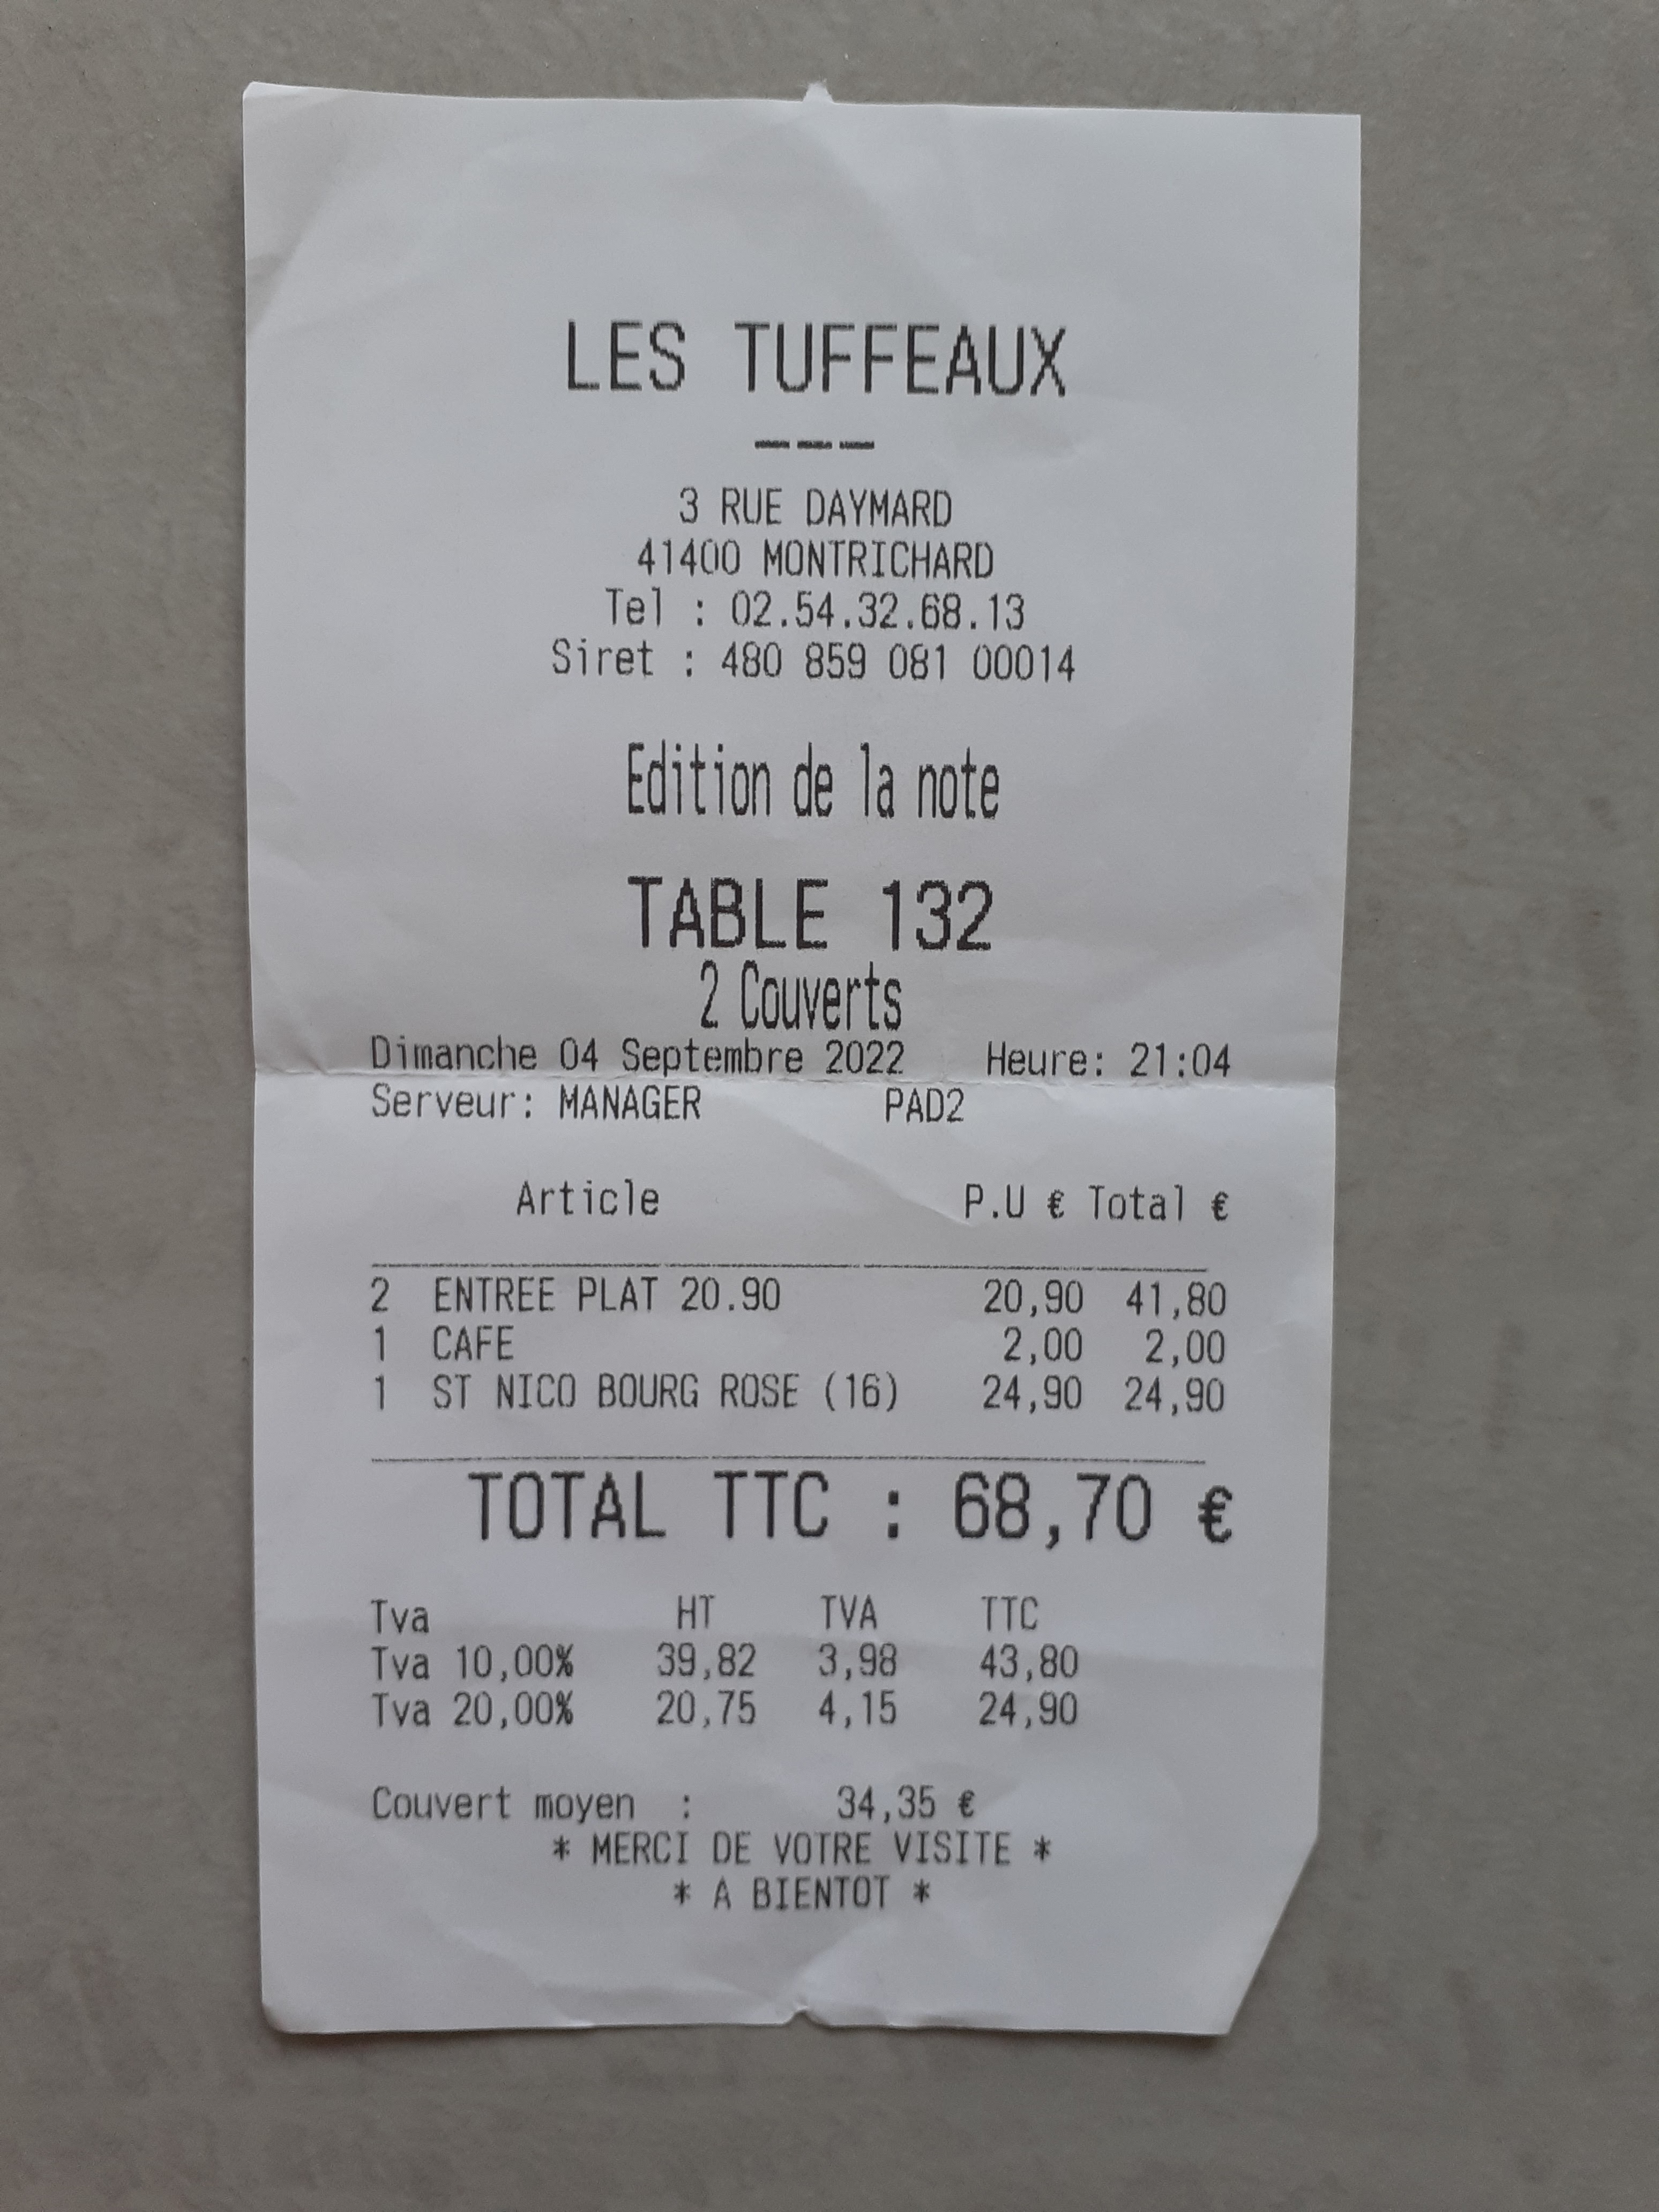 LES TUFFEAUX
---
3 RUE DAYMARD
41400 MONTRICHARD
Tel : 02.54.32.68.13
Siret : 480 859 081 00014
Edition de la note
TABLE 132
2 Couverts
Dimanche 04 Septembre 2022 Heure: 21:04
Serveur: MANAGER PAD2
Article P.U € Total €
2 ENTREE PLAT 20.90 20,90 41,80
1 CAFE 2,00 2,00
1 ST NICO BOURG ROSE (16) 24,90 24,90
TOTAL TTC : 68,70 €
Tva HT TVA TTC
Tva 10,00% 39,82 3,98 43,80
Tva 20,00% 20,75 4,15 24,90
Couvert moyen : 34,35 €
* MERCI DE VOTRE VISITE *
* A BIENTOT *